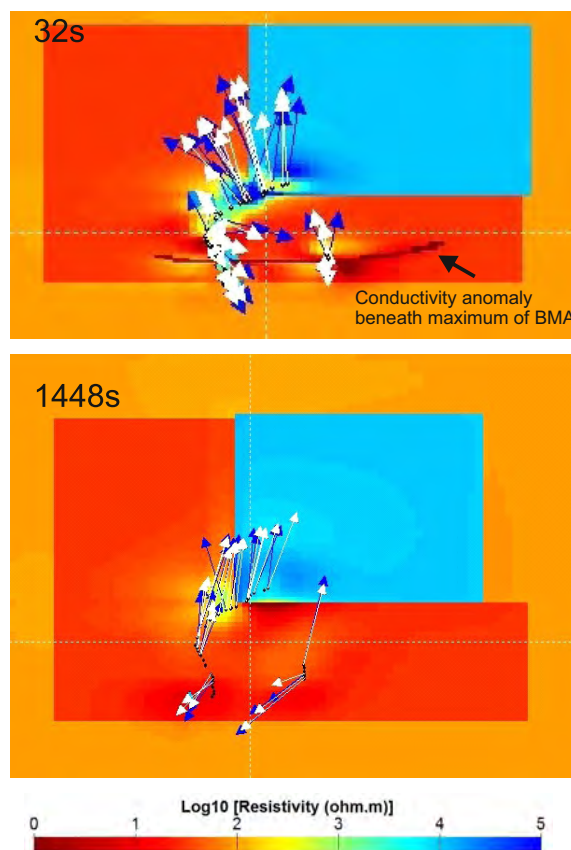 32s
Conductivity anomaly
beneath maximum of BMA
1448s
Log10 [Resistivity (ohm.m)]
0 1 2 3 4 5